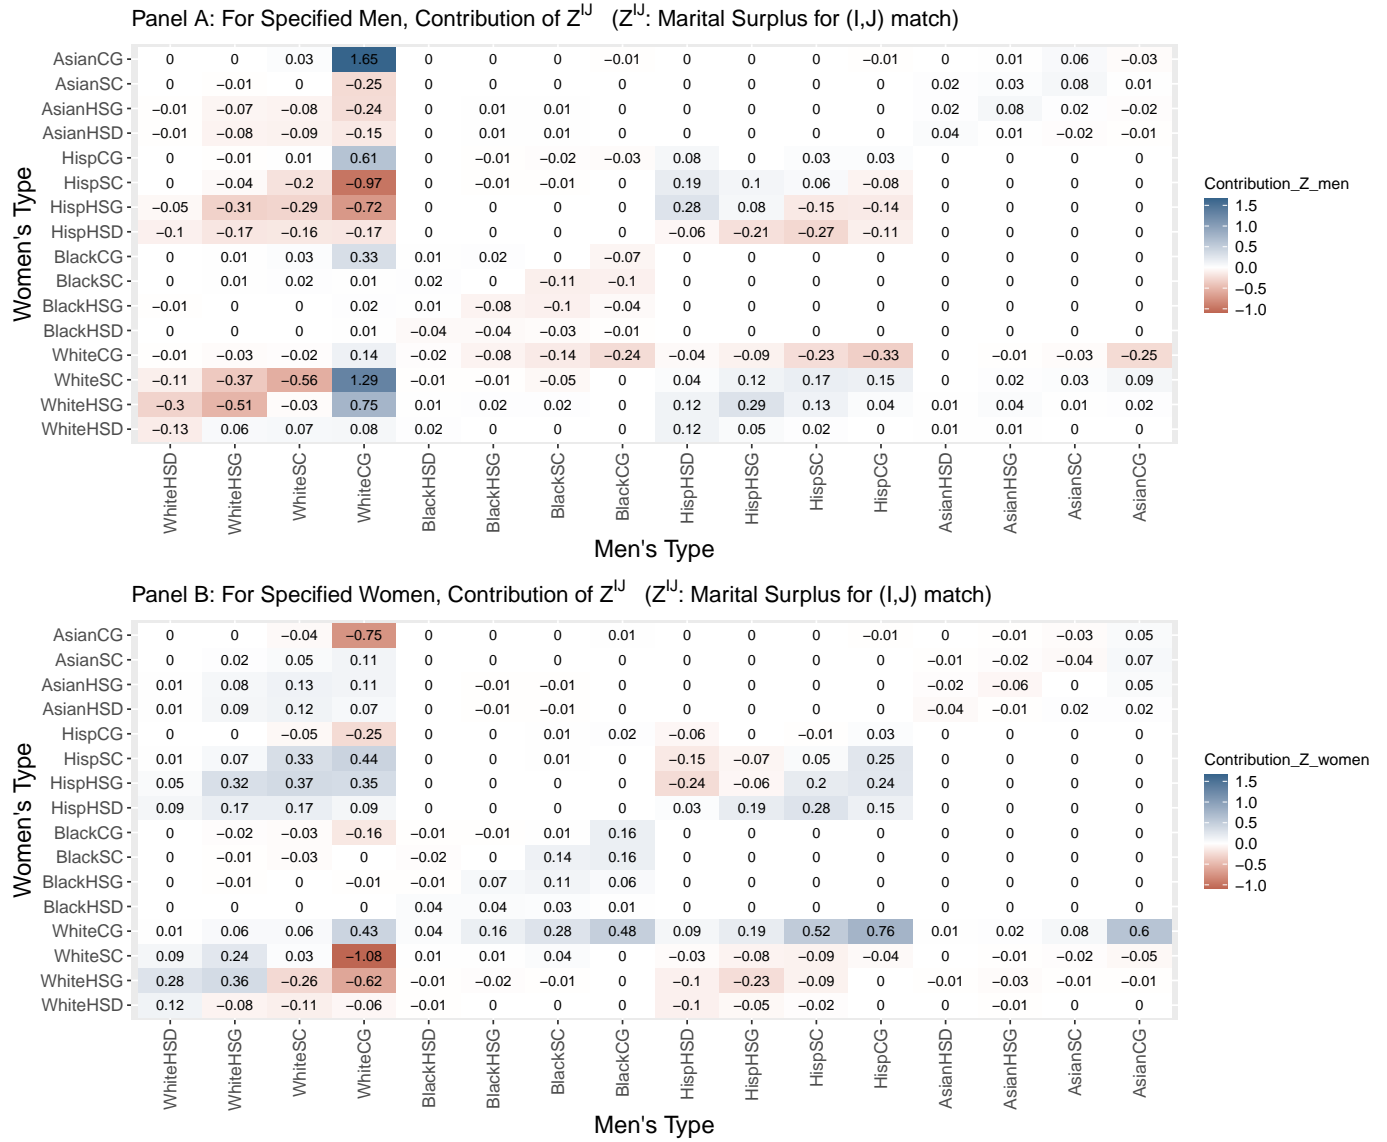 Panel A: For Specified Men, Contribution of Z^IJ (Z^IJ: Marital Surplus for (I,J) match)
Women's Type
AsianCG 0 0 0.03 1.65 0 0 0 −0.01 0 0 0 −0.01 0 0.01 0.06 −0.03
AsianSC 0 −0.01 0 −0.25 0 0 0 0 0 0 0 0 0.02 0.03 0.08 0.01
AsianHSG −0.01 −0.07 −0.08 −0.24 0 0.01 0.01 0 0 0 0 0 0.02 0.08 0.02 −0.02
AsianHSD −0.01 −0.08 −0.09 −0.15 0 0.01 0.01 0 0 0 0 0 0.04 0.01 −0.02 −0.01
HispCG 0 −0.01 0.01 0.61 0 −0.01 −0.02 −0.03 0.08 0 0.03 0.03 0 0 0 0
HispSC 0 −0.04 −0.2 −0.97 0 −0.01 −0.01 0 0.19 0.1 0.06 −0.08 0 0 0 0
HispHSG −0.05 −0.31 −0.29 −0.72 0 0 0 0 0.28 0.08 −0.15 −0.14 0 0 0 0
HispHSD −0.1 −0.17 −0.16 −0.17 0 0 0 0 −0.06 −0.21 −0.27 −0.11 0 0 0 0
BlackCG 0 0.01 0.03 0.33 0.01 0.02 0 −0.07 0 0 0 0 0 0 0 0
BlackSC 0 0.01 0.02 0.01 0.02 0 −0.11 −0.1 0 0 0 0 0 0 0 0
BlackHSG −0.01 0 0 0.02 0.01 −0.08 −0.1 −0.04 0 0 0 0 0 0 0 0
BlackHSD 0 0 0 0.01 −0.04 −0.04 −0.03 −0.01 0 0 0 0 0 0 0 0
WhiteCG −0.01 −0.03 −0.02 0.14 −0.02 −0.08 −0.14 −0.24 −0.04 −0.09 −0.23 −0.33 0 −0.01 −0.03 −0.25
WhiteSC −0.11 −0.37 −0.56 1.29 −0.01 −0.01 −0.05 0 0.04 0.12 0.17 0.15 0 0.02 0.03 0.09
WhiteHSG −0.3 −0.51 −0.03 0.75 0.01 0.02 0.02 0 0.12 0.29 0.13 0.04 0.01 0.04 0.01 0.02
WhiteHSD −0.13 0.06 0.07 0.08 0.02 0 0 0 0.12 0.05 0.02 0 0.01 0.01 0 0
WhiteHSD WhiteHSG WhiteSC WhiteCG BlackHSD BlackHSG BlackSC BlackCG HispHSD HispHSG HispSC HispCG AsianHSD AsianHSG AsianSC AsianCG
Men's Type
Contribution_Z_men
1.5
1.0
0.5
0.0
−0.5
−1.0
Panel B: For Specified Women, Contribution of Z^IJ (Z^IJ: Marital Surplus for (I,J) match)
Women's Type
AsianCG 0 0 −0.04 −0.75 0 0 0 0.01 0 0 0 −0.01 0 −0.01 −0.03 0.05
AsianSC 0 0.02 0.05 0.11 0 0 0 0 0 0 0 0 −0.01 −0.02 −0.04 0.07
AsianHSG 0.01 0.08 0.13 0.11 0 −0.01 −0.01 0 0 0 0 0 −0.02 −0.06 0 0.05
AsianHSD 0.01 0.09 0.12 0.07 0 −0.01 −0.01 0 0 0 0 0 −0.04 −0.01 0.02 0.02
HispCG 0 0 −0.05 −0.25 0 0 0.01 0.02 −0.06 0 −0.01 0.03 0 0 0 0
HispSC 0.01 0.07 0.33 0.44 0 0 0.01 0 −0.15 −0.07 0.05 0.25 0 0 0 0
HispHSG 0.05 0.32 0.37 0.35 0 0 0 0 −0.24 −0.06 0.2 0.24 0 0 0 0
HispHSD 0.09 0.17 0.17 0.09 0 0 0 0 0.03 0.19 0.28 0.15 0 0 0 0
BlackCG 0 −0.02 −0.03 −0.16 −0.01 −0.01 0.01 0.16 0 0 0 0 0 0 0 0
BlackSC 0 −0.01 −0.03 0 −0.02 0 0.14 0.16 0 0 0 0 0 0 0 0
BlackHSG 0 −0.01 0 −0.01 −0.01 0.07 0.11 0.06 0 0 0 0 0 0 0 0
BlackHSD 0 0 0 0 0.04 0.04 0.03 0.01 0 0 0 0 0 0 0 0
WhiteCG 0.01 0.06 0.06 0.43 0.04 0.16 0.28 0.48 0.09 0.19 0.52 0.76 0.01 0.02 0.08 0.6
WhiteSC 0.09 0.24 0.03 −1.08 0.01 0.01 0.04 0 −0.03 −0.08 −0.09 −0.04 0 −0.01 −0.02 −0.05
WhiteHSG 0.28 0.36 −0.26 −0.62 −0.01 −0.02 −0.01 0 −0.1 −0.23 −0.09 0 −0.01 −0.03 −0.01 −0.01
WhiteHSD 0.12 −0.08 −0.11 −0.06 −0.01 0 0 0 −0.1 −0.05 −0.02 0 0 −0.01 0 0
WhiteHSD WhiteHSG WhiteSC WhiteCG BlackHSD BlackHSG BlackSC BlackCG HispHSD HispHSG HispSC HispCG AsianHSD AsianHSG AsianSC AsianCG
Men's Type
Contribution_Z_women
1.5
1.0
0.5
0.0
−0.5
−1.0